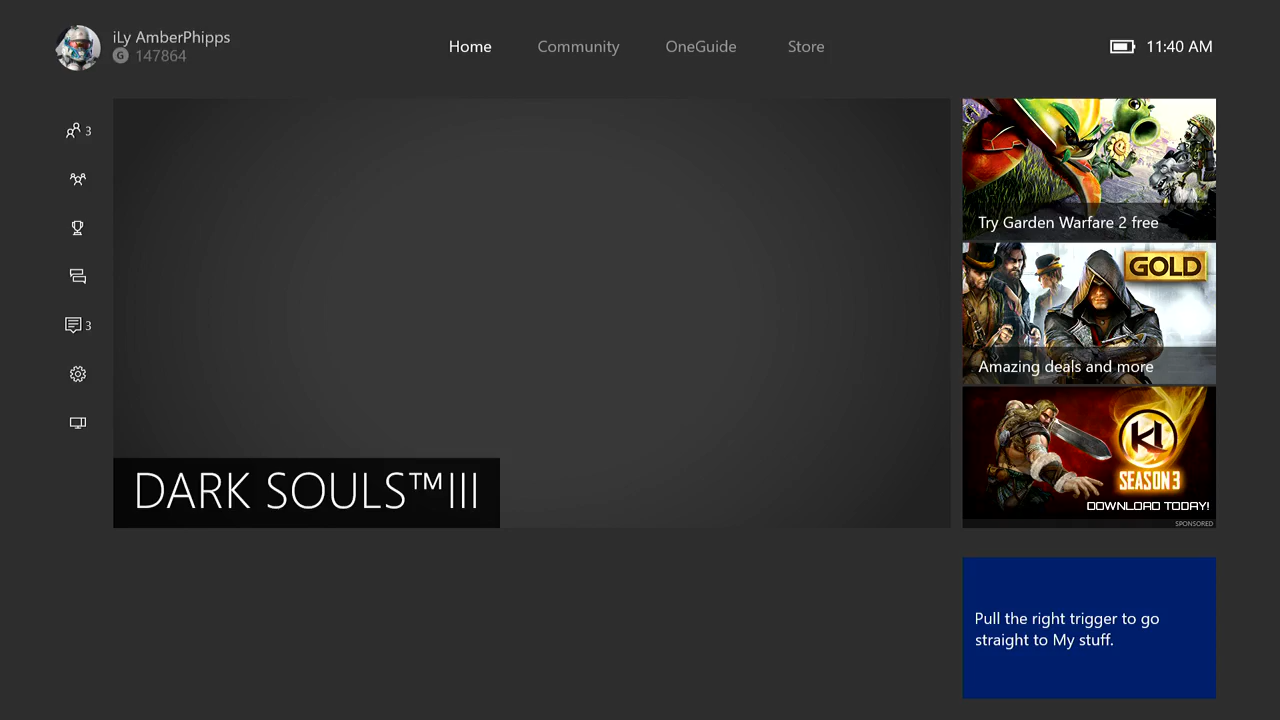 iLy AmberPhipps
G 147864
Home Community OneGuide Store
11:40 AM
3
3
DARK SOULS™III
Try Garden Warfare 2 free
GOLD
Amazing deals and more
KI
SEASON 3
DOWNLOAD TODAY!
SPONSORED
Pull the right trigger to go
straight to My stuff.